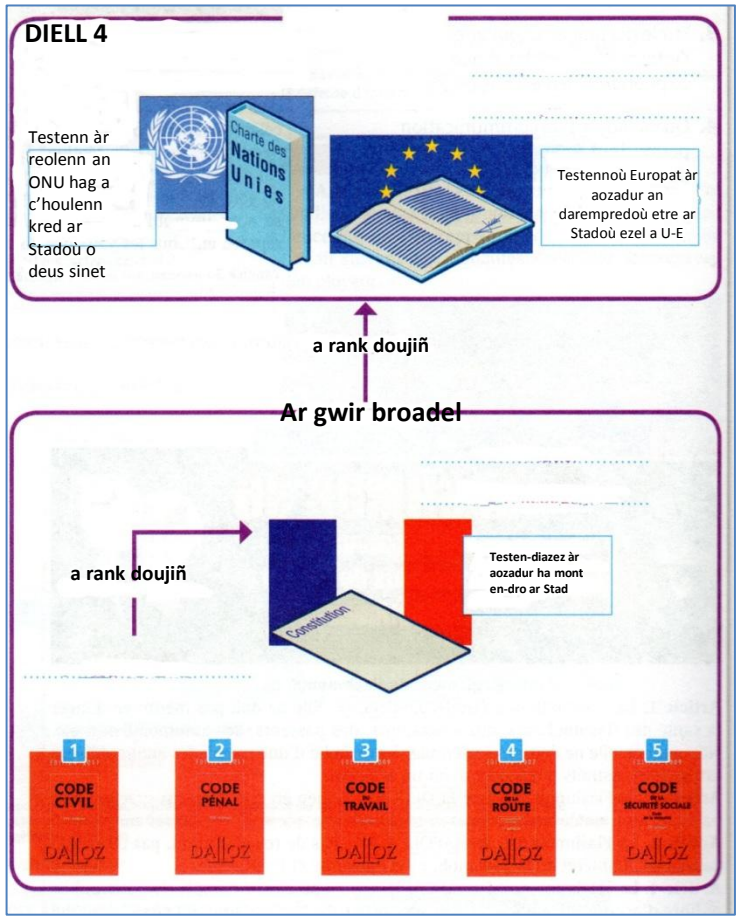 DIELL 4
Testenn àr
reolenn an
ONU hag a
c'houlenn
kred ar
Stadoù o
deus sinet
Charte des
Nations
Unies
Testennoù Europat àr
aozadur an
darempredoù etre ar
Stadoù ezel a U-E
a rank doujiñ
Ar gwir broadel
a rank doujiñ
Testen-diazez àr
aozadur ha mont
en-dro ar Stad
Constitution
1
CODE
CIVIL
DALLOZ
2
CODE
PÉNAL
DALLOZ
3
CODE
DU
TRAVAIL
DALLOZ
4
CODE
DE LA
ROUTE
DALLOZ
5
CODE
DE LA
SÉCURITÉ SOCIALE
DALLOZ